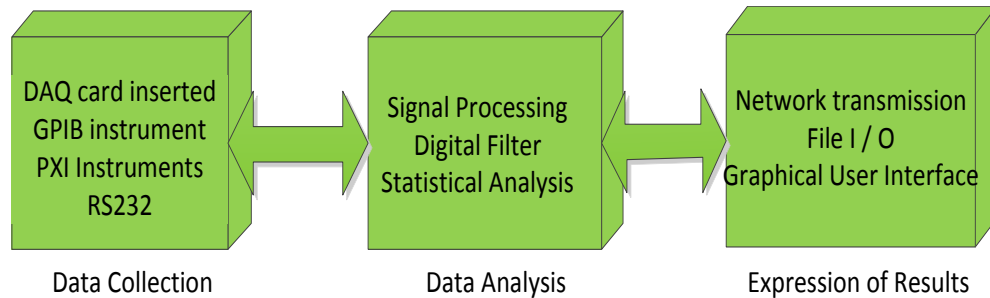 DAQ card inserted
GPIB instrument
PXI Instruments
RS232
Data Collection
Signal Processing
Digital Filter
Statistical Analysis
Data Analysis
Network transmission
File I / O
Graphical User Interface
Expression of Results